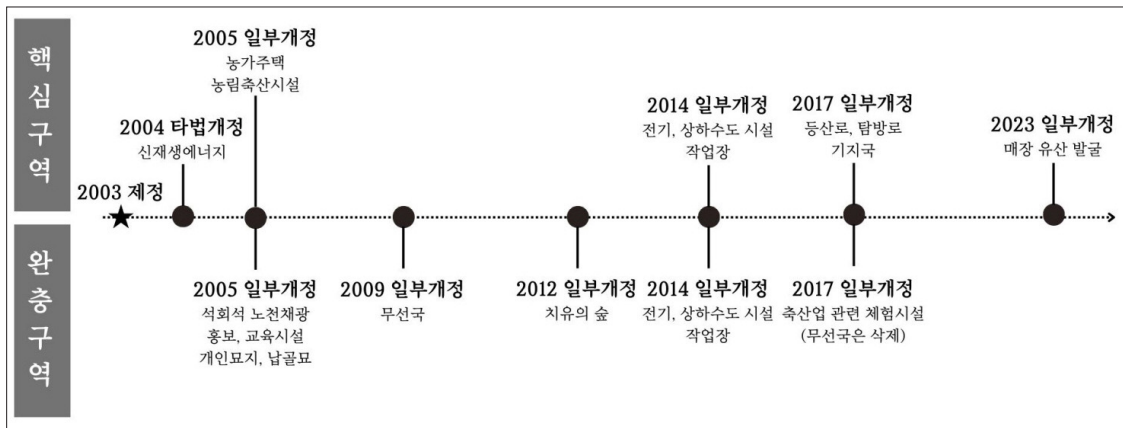 핵심구역
2003 제정
2004 타법개정
신재생에너지
2005 일부개정
농가주택
농림축산시설
2014 일부개정
전기, 상하수도 시설
작업장
2017 일부개정
등산로, 탐방로
기지국
2023 일부개정
매장 유산 발굴
완충구역
2005 일부개정
석회석 노천채광
홍보, 교육시설
개인묘지, 납골묘
2009 일부개정
무선국
2012 일부개정
치유의 숲
2014 일부개정
전기, 상하수도 시설
작업장
2017 일부개정
축산업 관련 체험시설
(무선국은 삭제)